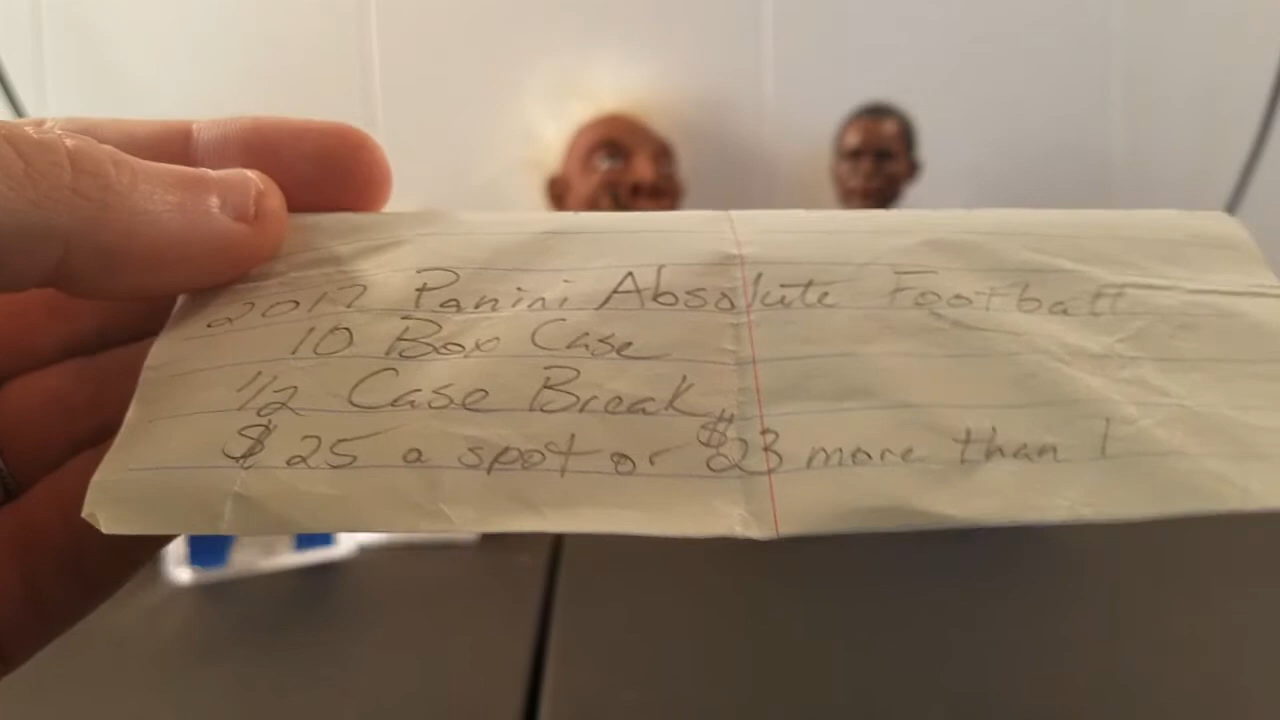 2017 Panini Absolute Football
10 Box Case
1/2 Case Break
$25 a spot or $23 more than 1